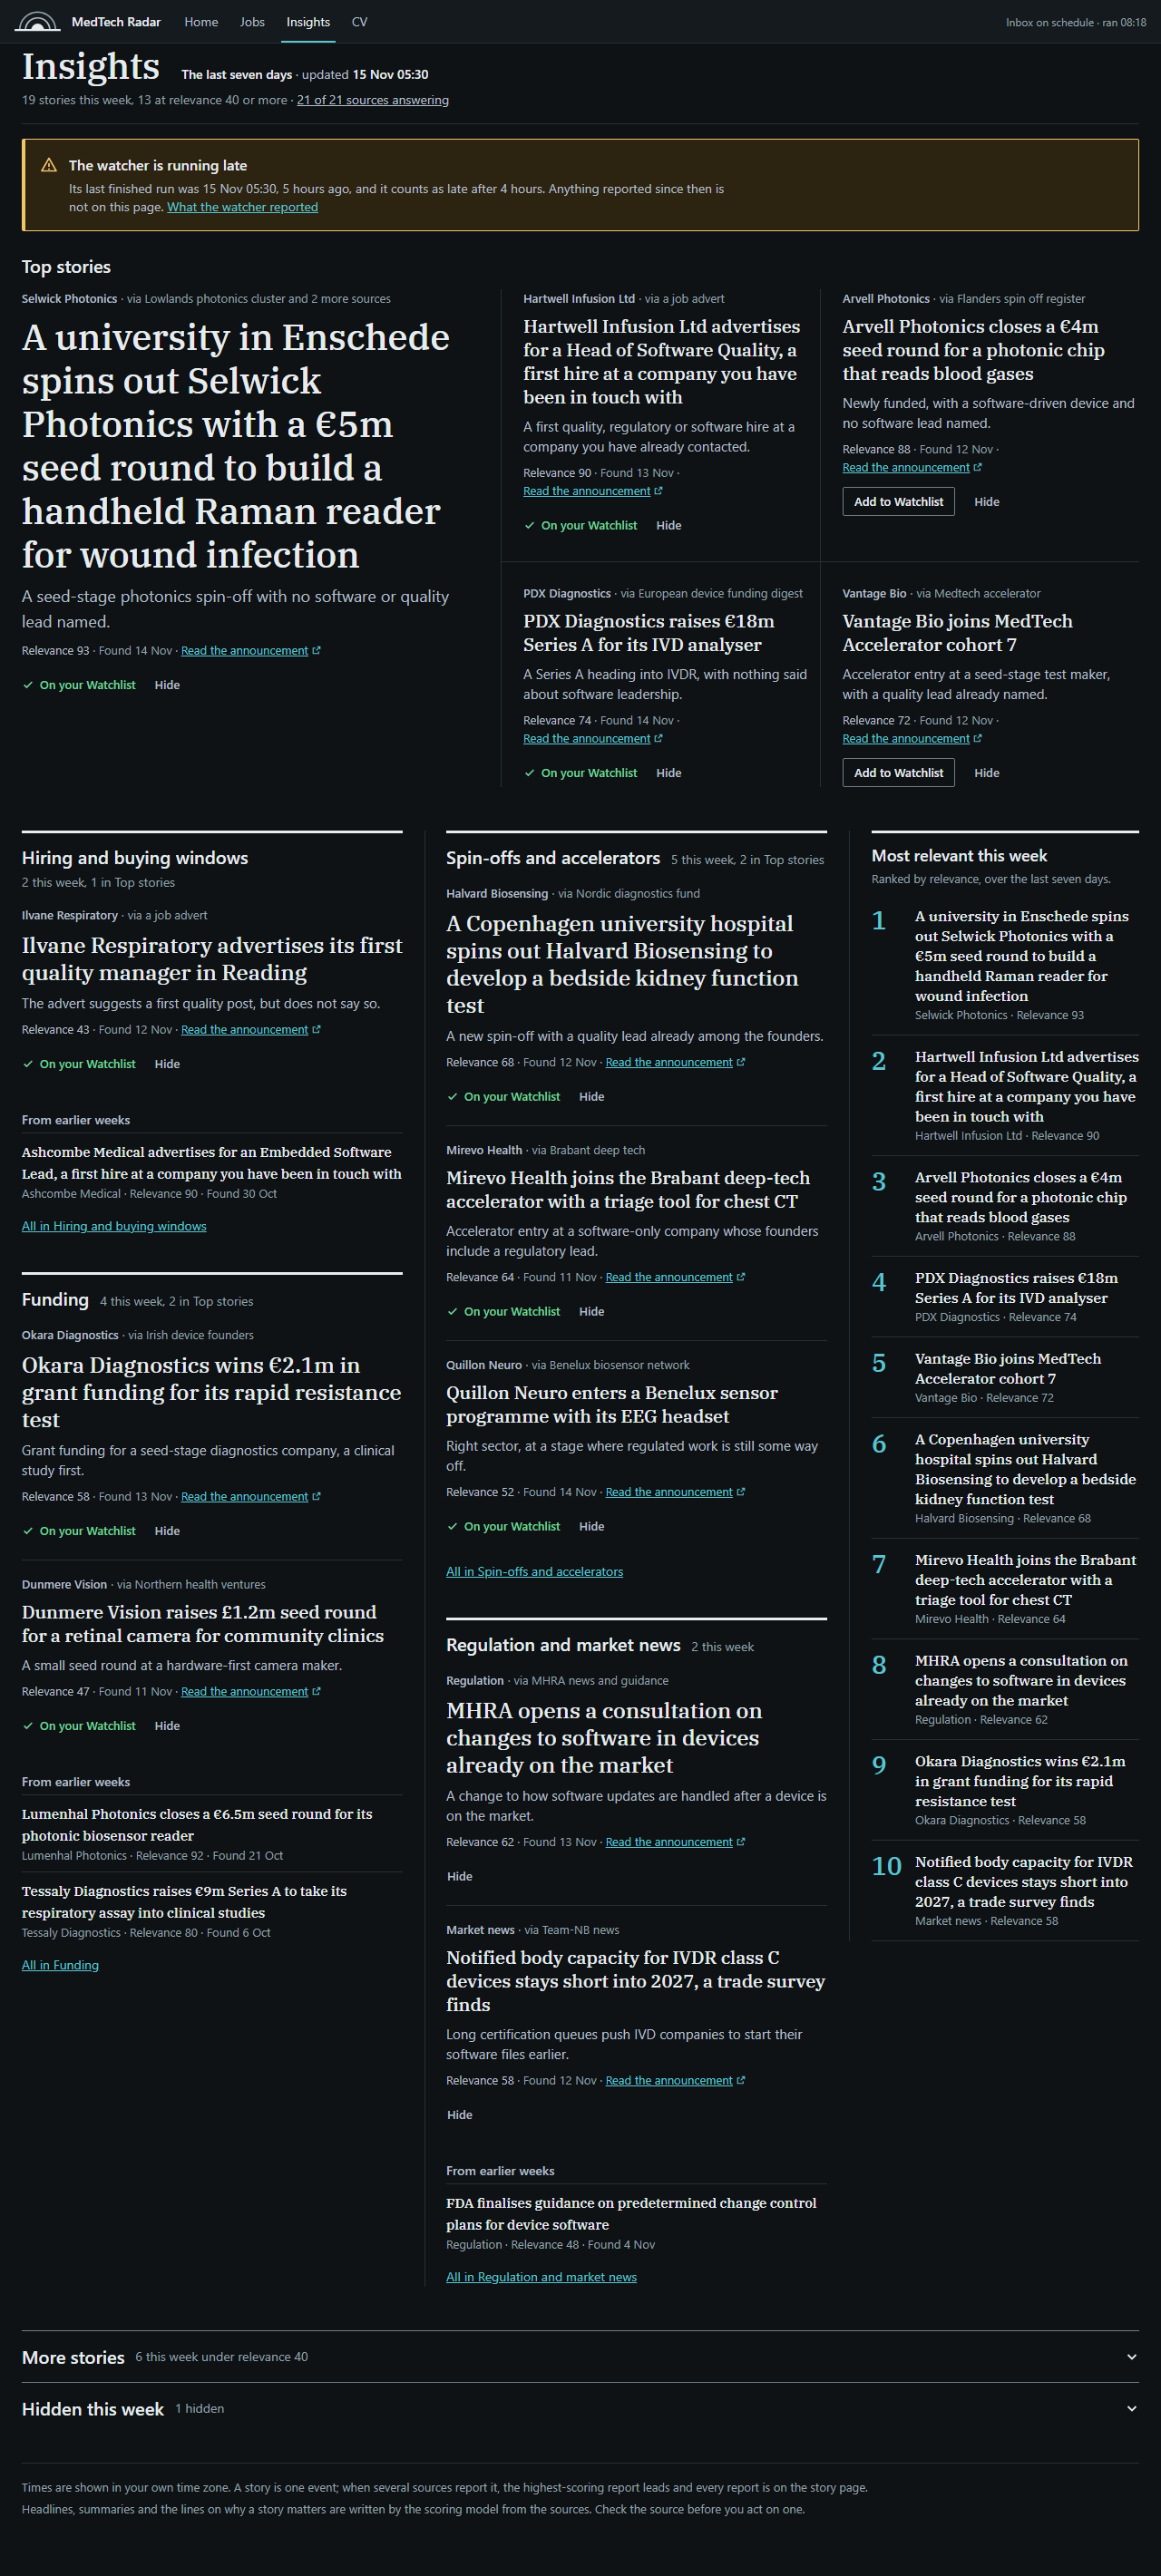 MedTech Radar
Home
Jobs
Insights
CV
Inbox on schedule · ran 08:18
Insights
The last seven days · updated 15 Nov 05:30
19 stories this week, 13 at relevance 40 or more · 21 of 21 sources answering
The watcher is running late
Its last finished run was 15 Nov 05:30, 5 hours ago, and it counts as late after 4 hours. Anything reported since then is
not on this page. What the watcher reported
Top stories
Selwick Photonics · via Lowlands photonics cluster and 2 more sources
A university in Enschede
spins out Selwick
Photonics with a €5m
seed round to build a
handheld Raman reader
for wound infection
A seed-stage photonics spin-off with no software or quality
lead named.
Relevance 93 · Found 14 Nov · Read the announcement
On your Watchlist
Hide
Hartwell Infusion Ltd · via a job advert
Hartwell Infusion Ltd advertises
for a Head of Software Quality, a
first hire at a company you have
been in touch with
A first quality, regulatory or software hire at a
company you have already contacted.
Relevance 90 · Found 13 Nov ·
Read the announcement
On your Watchlist
Hide
Arvell Photonics · via Flanders spin off register
Arvell Photonics closes a €4m
seed round for a photonic chip
that reads blood gases
Newly funded, with a software-driven device and
no software lead named.
Relevance 88 · Found 12 Nov ·
Read the announcement
Add to Watchlist
Hide
PDX Diagnostics · via European device funding digest
PDX Diagnostics raises €18m
Series A for its IVD analyser
A Series A heading into IVDR, with nothing said
about software leadership.
Relevance 74 · Found 14 Nov ·
Read the announcement
On your Watchlist
Hide
Vantage Bio · via Medtech accelerator
Vantage Bio joins MedTech
Accelerator cohort 7
Accelerator entry at a seed-stage test maker,
with a quality lead already named.
Relevance 72 · Found 12 Nov ·
Read the announcement
Add to Watchlist
Hide
Hiring and buying windows
2 this week, 1 in Top stories
Ilvane Respiratory · via a job advert
Ilvane Respiratory advertises its first
quality manager in Reading
The advert suggests a first quality post, but does not say so.
Relevance 43 · Found 12 Nov · Read the announcement
On your Watchlist
Hide
From earlier weeks
Ashcombe Medical advertises for an Embedded Software
Lead, a first hire at a company you have been in touch with
Ashcombe Medical · Relevance 90 · Found 30 Oct
All in Hiring and buying windows
Funding
4 this week, 2 in Top stories
Okara Diagnostics · via Irish device founders
Okara Diagnostics wins €2.1m in
grant funding for its rapid resistance
test
Grant funding for a seed-stage diagnostics company, a clinical
study first.
Relevance 58 · Found 13 Nov · Read the announcement
On your Watchlist
Hide
Dunmere Vision · via Northern health ventures
Dunmere Vision raises £1.2m seed round
for a retinal camera for community clinics
A small seed round at a hardware-first camera maker.
Relevance 47 · Found 11 Nov · Read the announcement
On your Watchlist
Hide
From earlier weeks
Lumenhal Photonics closes a €6.5m seed round for its
photonic biosensor reader
Lumenhal Photonics · Relevance 92 · Found 21 Oct
Tessaly Diagnostics raises €9m Series A to take its
respiratory assay into clinical studies
Tessaly Diagnostics · Relevance 80 · Found 6 Oct
All in Funding
Spin-offs and accelerators
5 this week, 2 in Top stories
Halvard Biosensing · via Nordic diagnostics fund
A Copenhagen university hospital
spins out Halvard Biosensing to
develop a bedside kidney function
test
A new spin-off with a quality lead already among the founders.
Relevance 68 · Found 12 Nov · Read the announcement
On your Watchlist
Hide
Mirevo Health · via Brabant deep tech
Mirevo Health joins the Brabant deep-tech
accelerator with a triage tool for chest CT
Accelerator entry at a software-only company whose founders
include a regulatory lead.
Relevance 64 · Found 11 Nov · Read the announcement
On your Watchlist
Hide
Quillon Neuro · via Benelux biosensor network
Quillon Neuro enters a Benelux sensor
programme with its EEG headset
Right sector, at a stage where regulated work is still some way
off.
Relevance 52 · Found 14 Nov · Read the announcement
On your Watchlist
Hide
All in Spin-offs and accelerators
Regulation and market news
2 this week
Regulation · via MHRA news and guidance
MHRA opens a consultation on
changes to software in devices
already on the market
A change to how software updates are handled after a device is
on the market.
Relevance 62 · Found 13 Nov · Read the announcement
Hide
Market news · via Team-NB news
Notified body capacity for IVDR class C
devices stays short into 2027, a trade survey
finds
Long certification queues push IVD companies to start their
software files earlier.
Relevance 58 · Found 12 Nov · Read the announcement
Hide
From earlier weeks
FDA finalises guidance on predetermined change control
plans for device software
Regulation · Relevance 48 · Found 4 Nov
All in Regulation and market news
Most relevant this week
Ranked by relevance, over the last seven days.
1
A university in Enschede spins
out Selwick Photonics with a
€5m seed round to build a
handheld Raman reader for
wound infection
Selwick Photonics · Relevance 93
2
Hartwell Infusion Ltd advertises
for a Head of Software Quality, a
first hire at a company you have
been in touch with
Hartwell Infusion Ltd · Relevance 90
3
Arvell Photonics closes a €4m
seed round for a photonic chip
that reads blood gases
Arvell Photonics · Relevance 88
4
PDX Diagnostics raises €18m
Series A for its IVD analyser
PDX Diagnostics · Relevance 74
5
Vantage Bio joins MedTech
Accelerator cohort 7
Vantage Bio · Relevance 72
6
A Copenhagen university
hospital spins out Halvard
Biosensing to develop a bedside
kidney function test
Halvard Biosensing · Relevance 68
7
Mirevo Health joins the Brabant
deep-tech accelerator with a
triage tool for chest CT
Mirevo Health · Relevance 64
8
MHRA opens a consultation on
changes to software in devices
already on the market
Regulation · Relevance 62
9
Okara Diagnostics wins €2.1m
in grant funding for its rapid
resistance test
Okara Diagnostics · Relevance 58
10
Notified body capacity for IVDR
class C devices stays short into
2027, a trade survey finds
Market news · Relevance 58
More stories
6 this week under relevance 40
Hidden this week
1 hidden
Times are shown in your own time zone. A story is one event; when several sources report it, the highest-scoring report leads and every report is on the story page.
Headlines, summaries and the lines on why a story matters are written by the scoring model from the sources. Check the source before you act on one.